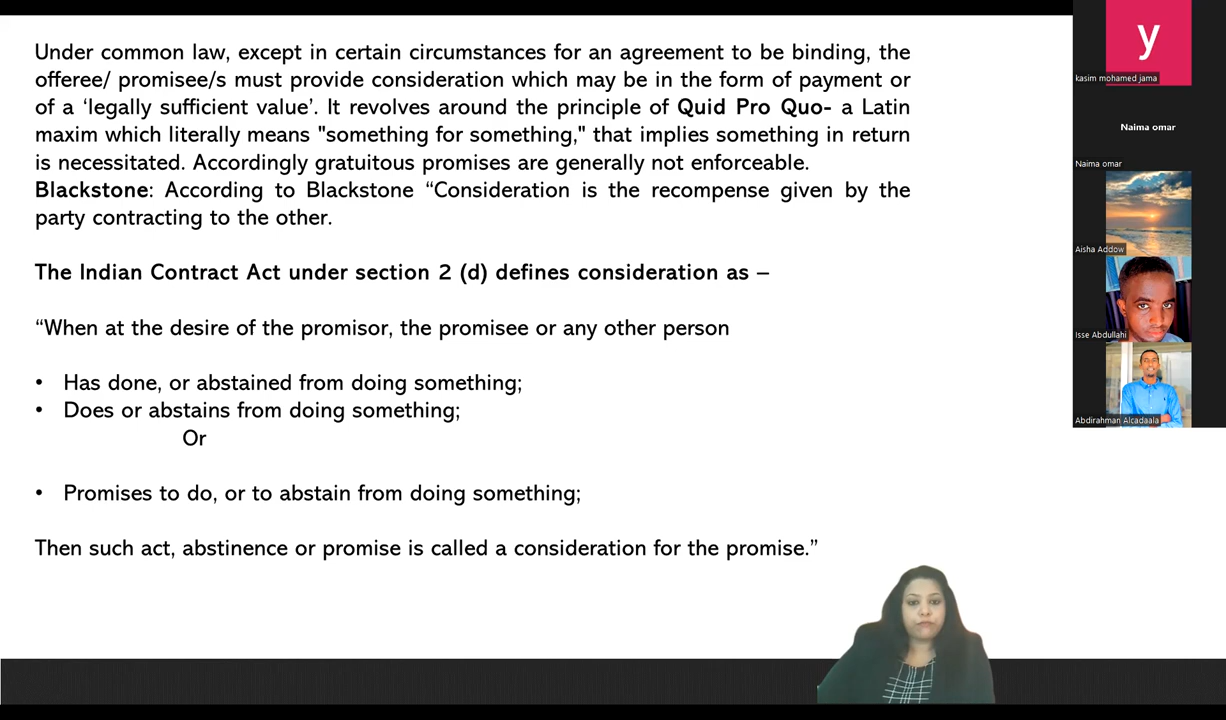 Under common law, except in certain circumstances for an agreement to be binding, the
offeree/ promisee/s must provide consideration which may be in the form of payment or
of a ‘legally sufficient value’. It revolves around the principle of Quid Pro Quo- a Latin
maxim which literally means "something for something," that implies something in return
is necessitated. Accordingly gratuitous promises are generally not enforceable.
Blackstone: According to Blackstone “Consideration is the recompense given by the
party contracting to the other.
The Indian Contract Act under section 2 (d) defines consideration as –
“When at the desire of the promisor, the promisee or any other person
• Has done, or abstained from doing something;
• Does or abstains from doing something;
Or
• Promises to do, or to abstain from doing something;
Then such act, abstinence or promise is called a consideration for the promise.”
y
kasim mohamed jama
Naima omar
Naima omar
Aisha Addow
Isse Abdullahi
Abdirahman Alcadaala